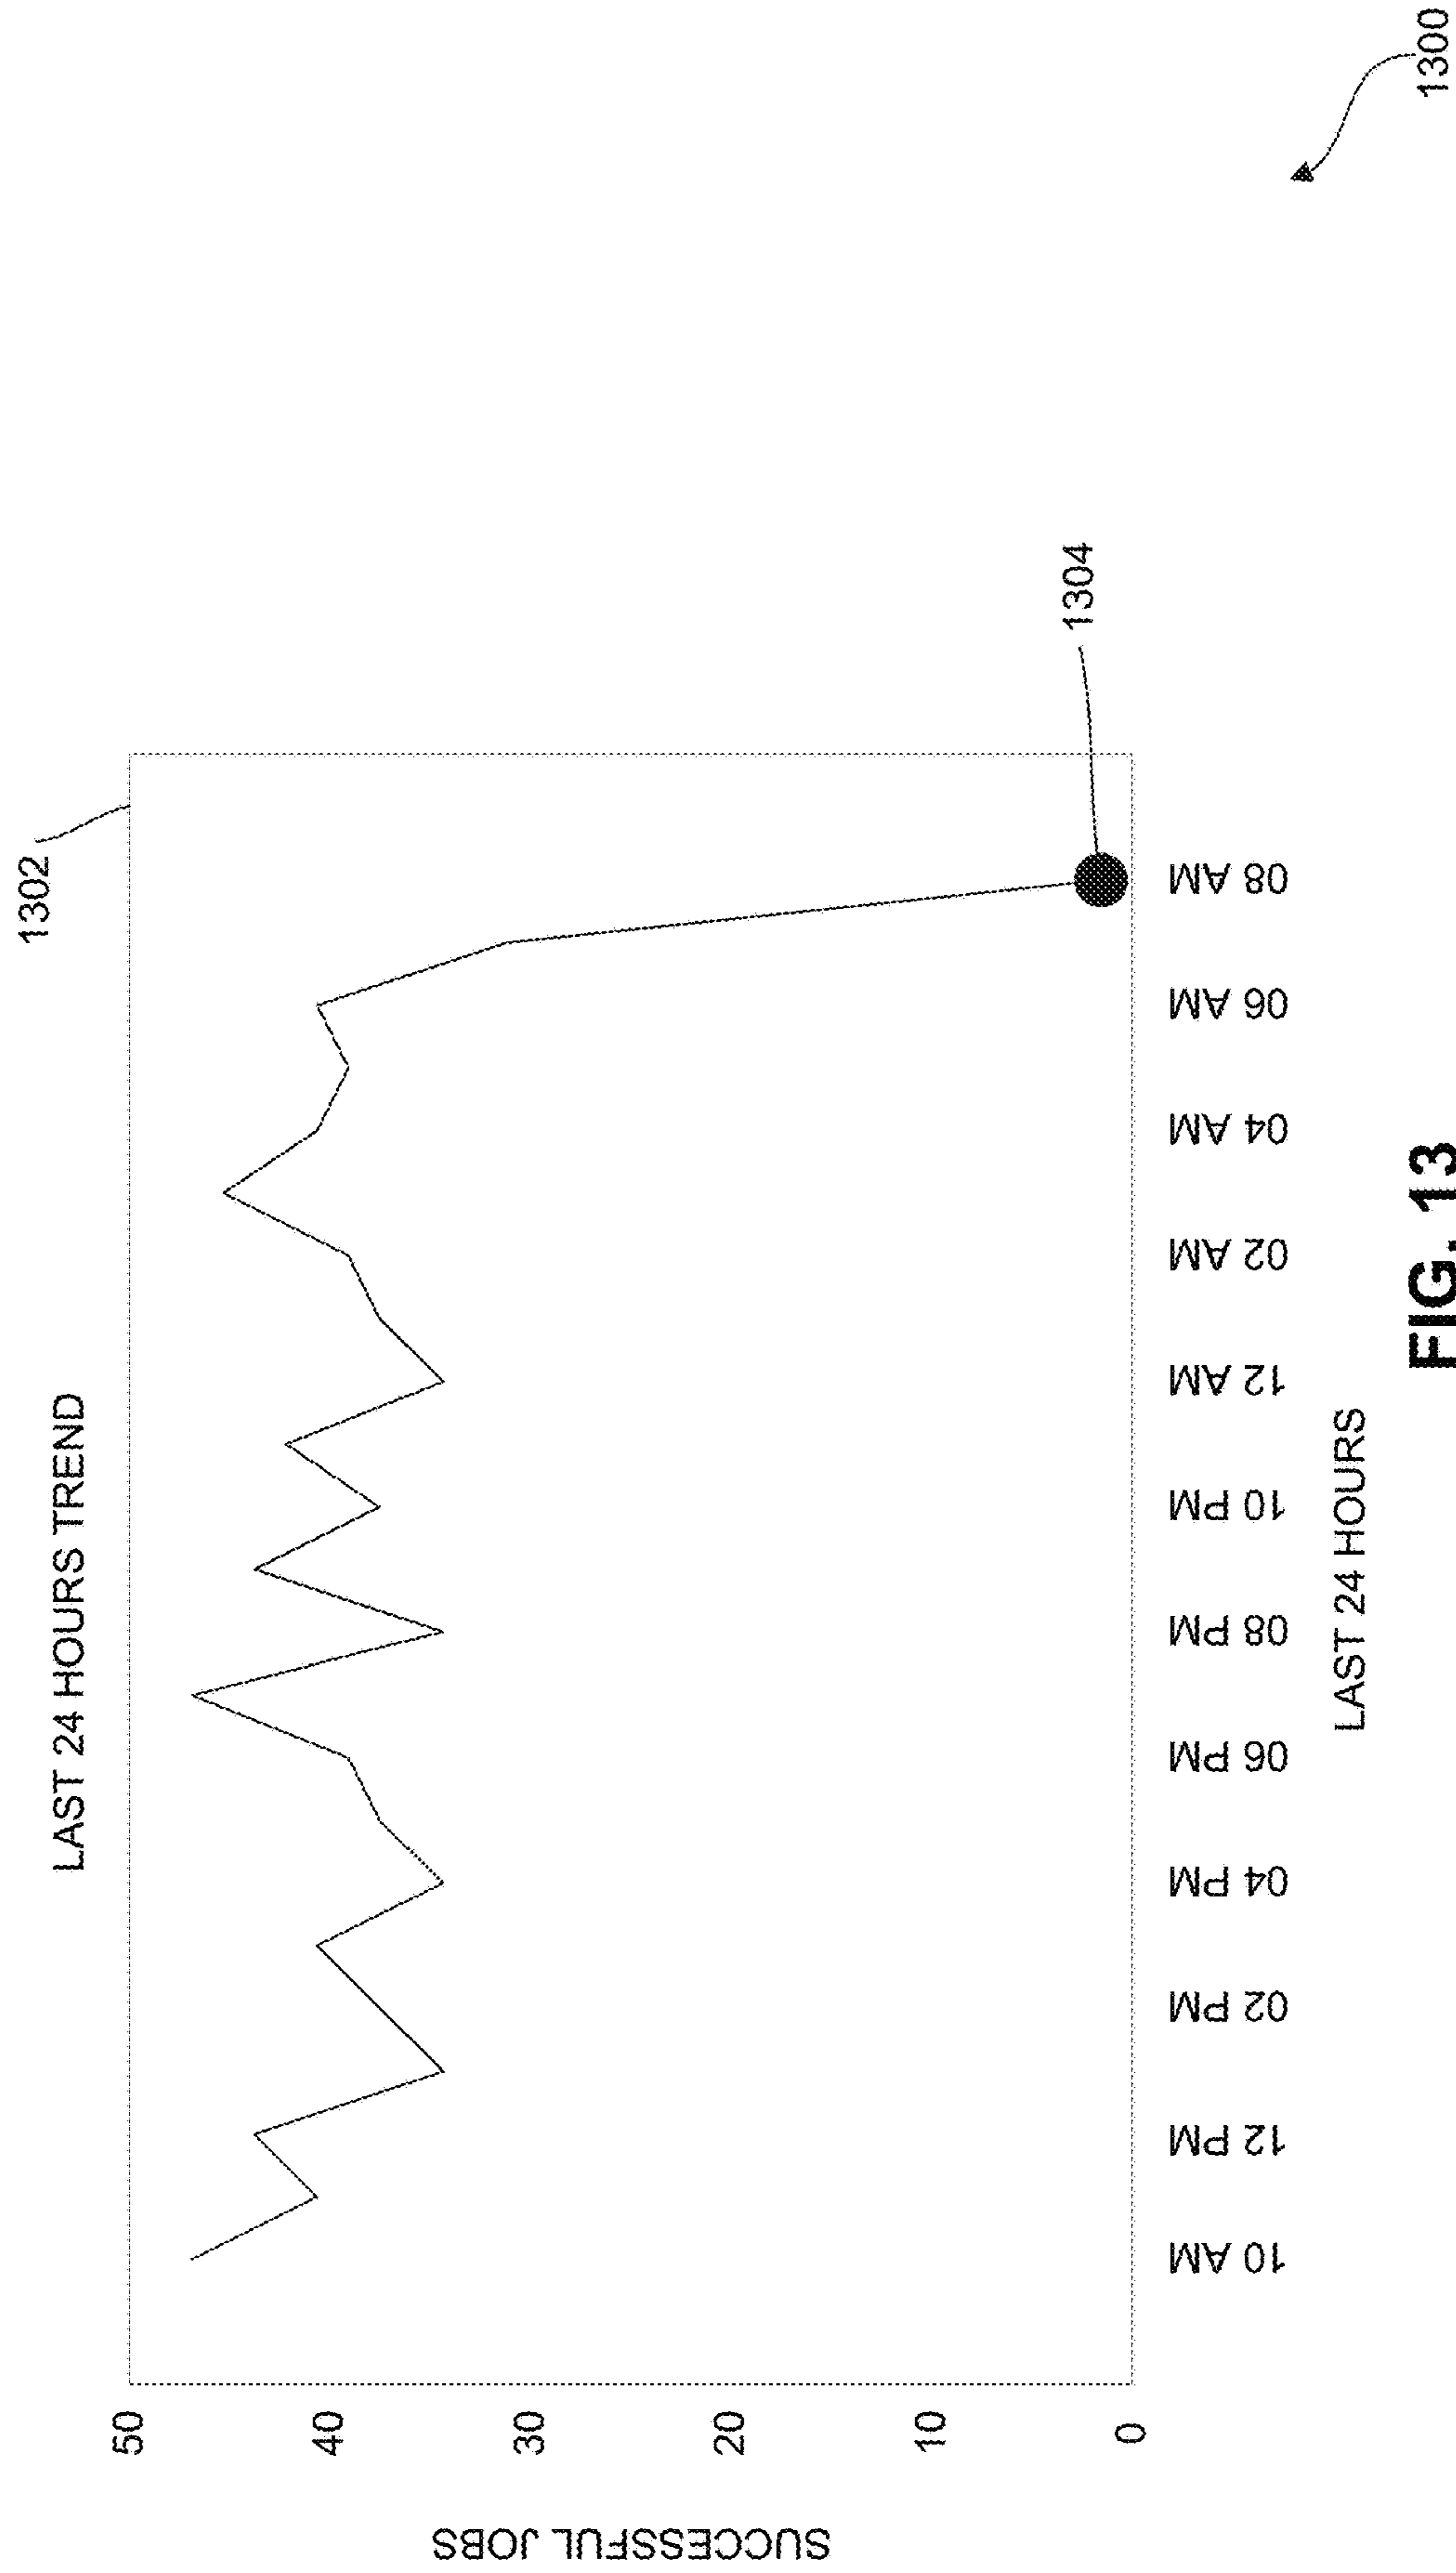 1302
LAST 24 HOURS TREND
SUCCESSFUL JOBS
50
40
30
20
10
0
1304
10 AM
12 PM
02 PM
04 PM
06 PM
08 PM
10 PM
12 AM
02 AM
04 AM
06 AM
08 AM
LAST 24 HOURS
1300
FIG. 13